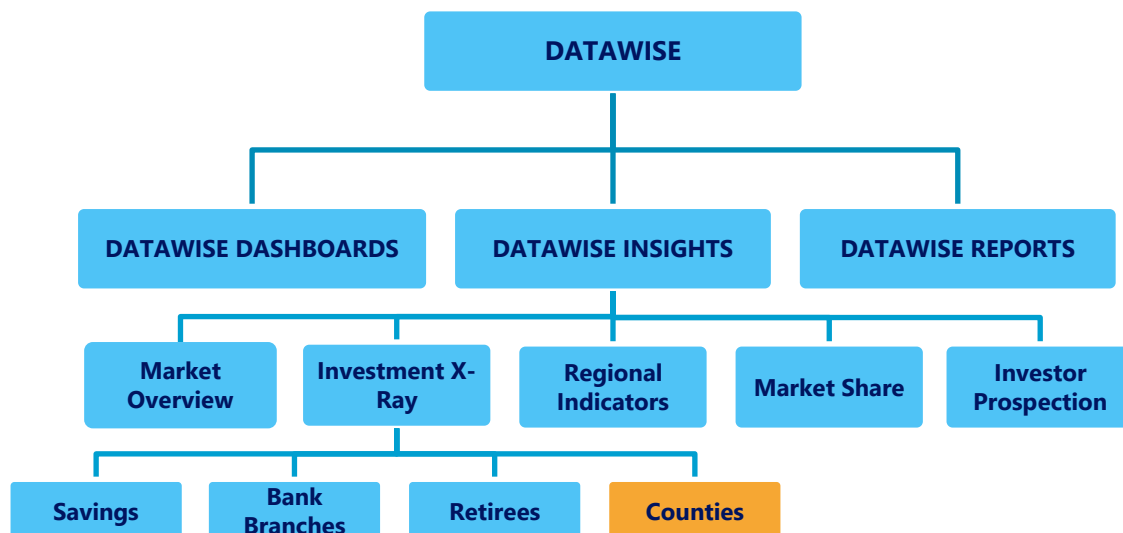 DATAWISE
DATAWISE DASHBOARDS
DATAWISE INSIGHTS
DATAWISE REPORTS
Market
Overview
Investment X-
Ray
Regional
Indicators
Market Share
Investor
Prospection
Savings
Bank
Branches
Retirees
Counties